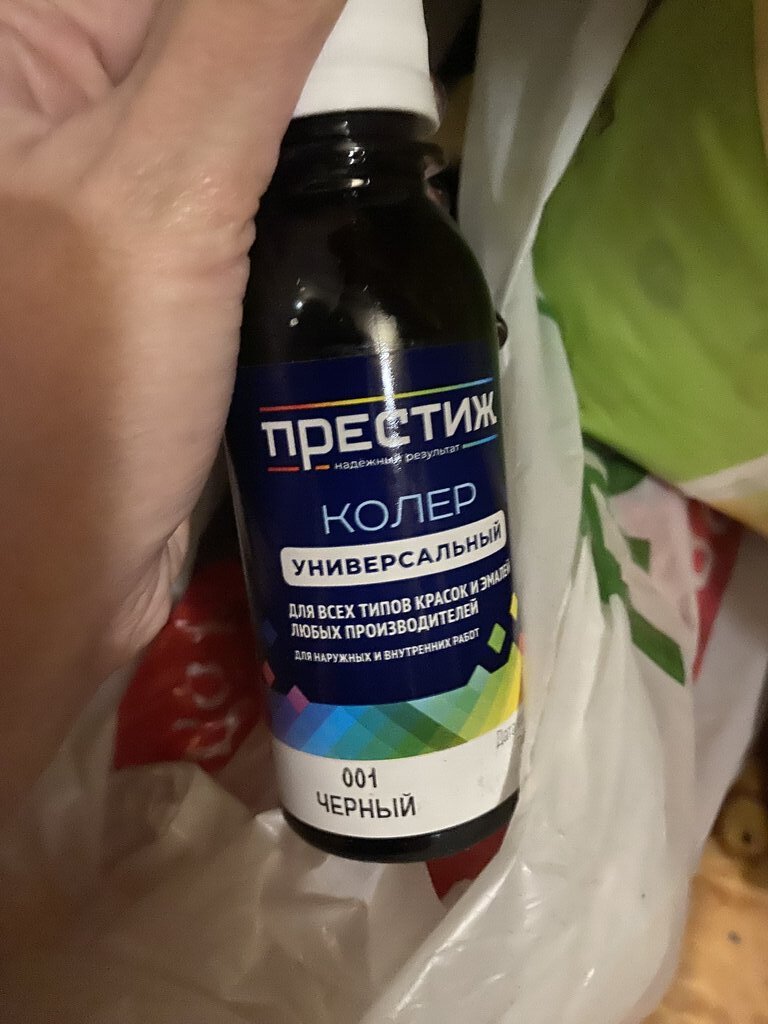 ПРЕСТИЖ
надежный результат
КОЛЕР
УНИВЕРСАЛЬНЫЙ
ДЛЯ ВСЕХ ТИПОВ КРАСОК И ЭМАЛЕЙ
ЛЮБЫХ ПРОИЗВОДИТЕЛЕЙ
ДЛЯ НАРУЖНЫХ И ВНУТРЕННИХ РАБОТ
001
ЧЕРНЫЙ